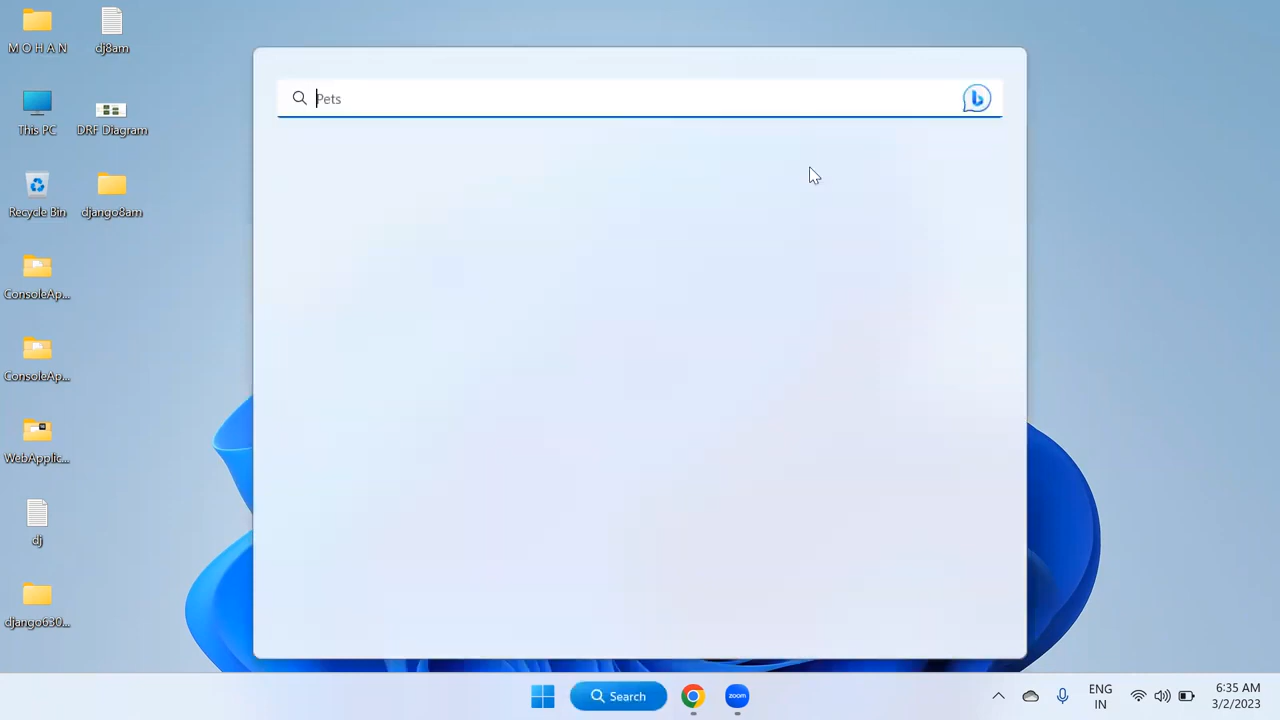 M O H A N
dj8am
This PC
DRF Diagram
Recycle Bin
django8am
ConsoleAp...
ConsoleAp...
WebApplic...
dj
django630...
Pets
b
Search
zoom
ENG
IN
6:35 AM
3/2/2023